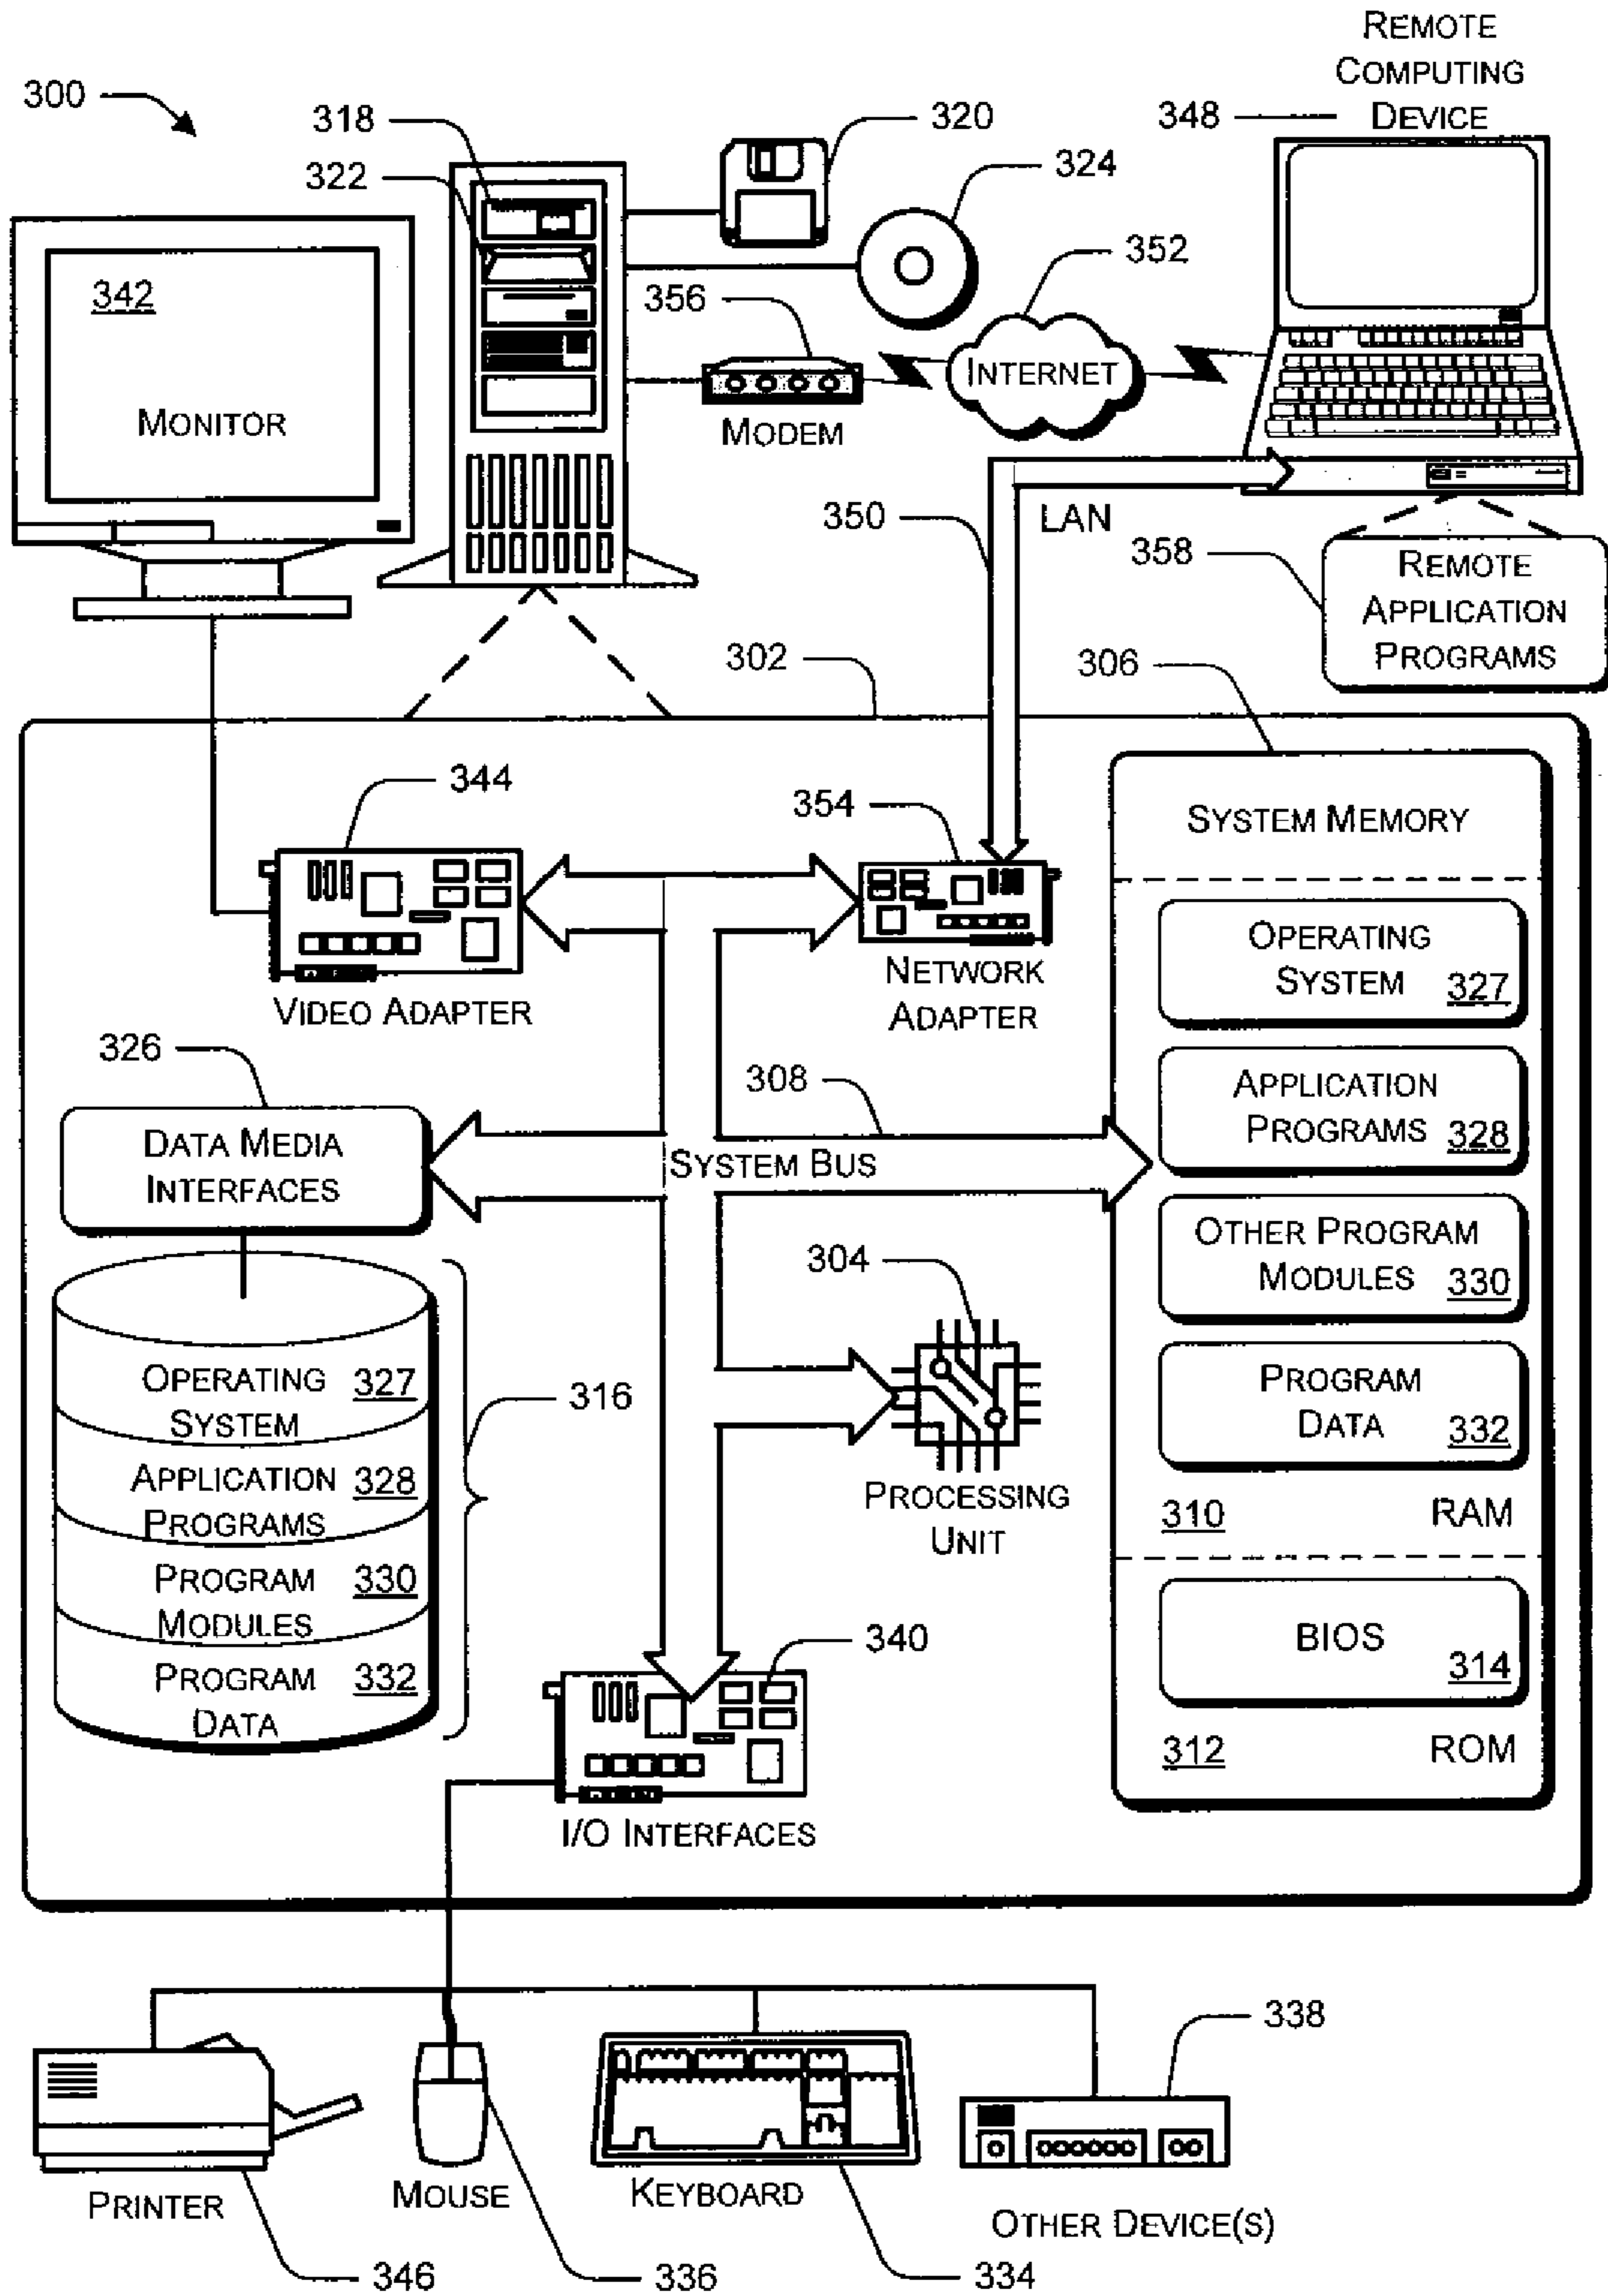 REMOTE
COMPUTING
DEVICE
300
318
320
348
322
324
352
342
356
INTERNET
MONITOR
MODEM
350
LAN
358
REMOTE
APPLICATION
PROGRAMS
302
306
344
354
SYSTEM MEMORY
OPERATING
SYSTEM 327
NETWORK
ADAPTER
VIDEO ADAPTER
326
308
APPLICATION
PROGRAMS 328
DATA MEDIA
INTERFACES
SYSTEM BUS
OTHER PROGRAM
MODULES 330
304
OPERATING 327
SYSTEM
316
PROGRAM
DATA 332
APPLICATION 328
PROGRAMS
PROCESSING
UNIT
310 RAM
PROGRAM 330
MODULES
BIOS
314
340
PROGRAM 332
DATA
312 ROM
I/O INTERFACES
338
PRINTER
MOUSE
KEYBOARD
OTHER DEVICE(S)
346
336
334